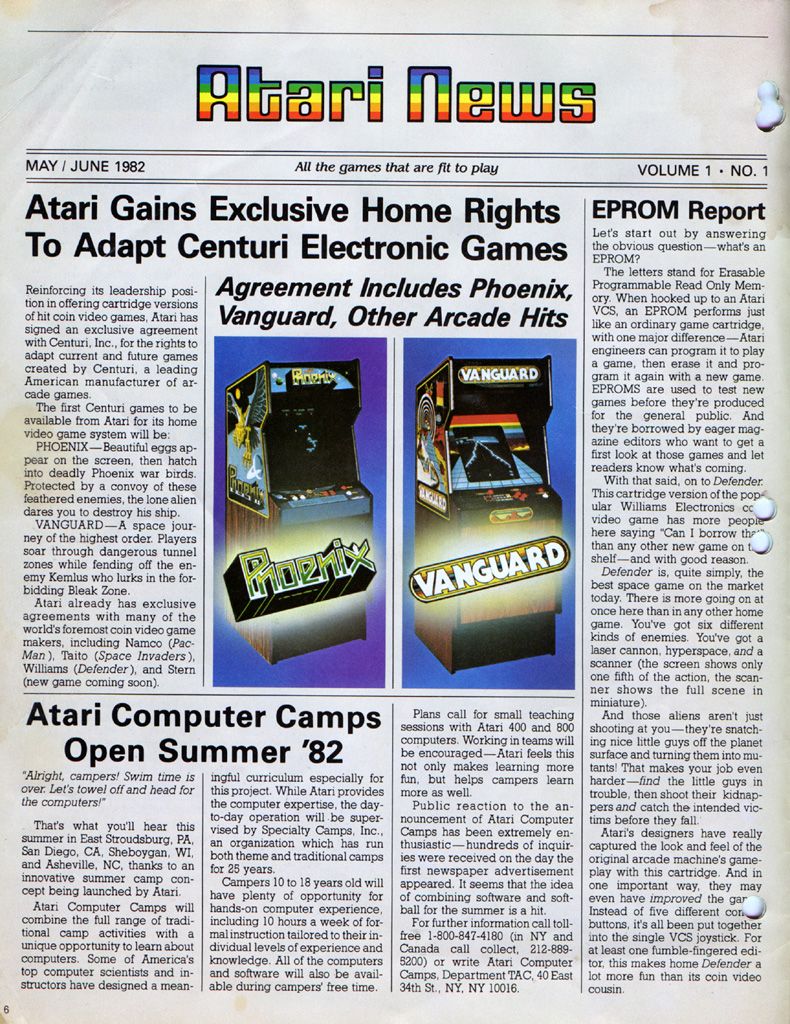 Atari News
MAY / JUNE 1982
All the games that are fit to play
VOLUME 1 • NO. 1
Atari Gains Exclusive Home Rights
To Adapt Centuri Electronic Games
Reinforcing its leadership posi-
tion in offering cartridge versions
of hit coin video games, Atari has
signed an exclusive agreement
with Centuri, Inc., for the rights to
adapt current and future games
created by Centuri, a leading
American manufacturer of ar-
cade games.
The first Centuri games to be
available from Atari for its home
video game system will be:
PHOENIX—Beautiful eggs ap-
pear on the screen, then hatch
into deadly Phoenix war birds.
Protected by a convoy of these
feathered enemies, the lone alien
dares you to destroy his ship.
VANGUARD—A space jour-
ney of the highest order. Players
soar through dangerous tunnel
zones while fending off the en-
emy Kemlus who lurks in the for-
bidding Bleak Zone.
Atari already has exclusive
agreements with many of the
world's foremost coin video game
makers, including Namco (Pac-
Man), Taito (Space Invaders),
Williams (Defender), and Stern
(new game coming soon).
Agreement Includes Phoenix,
Vanguard, Other Arcade Hits
Phoenix
Phoenix
Phoenix
VANGUARD
VANGUARD
VANGUARD
Atari Computer Camps
Open Summer '82
"Alright, campers! Swim time is
over. Let's towel off and head for
the computers!"
That's what you'll hear this
summer in East Stroudsburg, PA,
San Diego, CA, Sheboygan, WI,
and Asheville, NC, thanks to an
innovative summer camp con-
cept being launched by Atari.
Atari Computer Camps will
combine the full range of tradi-
tional camp activities with a
unique opportunity to learn about
computers. Some of America's
top computer scientists and in-
structors have designed a mean-
ingful curriculum especially for
this project. While Atari provides
the computer expertise, the day-
to-day operation will be super-
vised by Specialty Camps, Inc.,
an organization which has run
both theme and traditional camps
for 25 years.
Campers 10 to 18 years old will
have plenty of opportunity for
hands-on computer experience,
including 10 hours a week of for-
mal instruction tailored to their in-
dividual levels of experience and
knowledge. All of the computers
and software will also be avail-
able during campers' free time.
Plans call for small teaching
sessions with Atari 400 and 800
computers. Working in teams will
be encouraged—Atari feels this
not only makes learning more
fun, but helps campers learn
more as well.
Public reaction to the an-
nouncement of Atari Computer
Camps has been extremely en-
thusiastic—hundreds of inquir-
ies were received on the day the
first newspaper advertisement
appeared. It seems that the idea
of combining software and soft-
ball for the summer is a hit.
For further information call toll-
free 1-800-847-4180 (in NY and
Canada call collect, 212-889-
5200) or write Atari Computer
Camps, Department TAC, 40 East
34th St., NY, NY 10016.
EPROM Report
Let's start out by answering
the obvious question—what's an
EPROM?
The letters stand for Erasable
Programmable Read Only Mem-
ory. When hooked up to an Atari
VCS, an EPROM performs just
like an ordinary game cartridge,
with one major difference—Atari
engineers can program it to play
a game, then erase it and pro-
gram it again with a new game.
EPROMS are used to test new
games before they're produced
for the general public. And
they're borrowed by eager mag-
azine editors who want to get a
first look at those games and let
readers know what's coming.
With that said, on to Defender.
This cartridge version of the pop-
ular Williams Electronics
video game has more people
here saying "Can I borrow
than any other new game on
shelf—and with good reason.
Defender is, quite simply, the
best space game on the market
today. There is more going on at
once here than in any other home
game. You've got six different
kinds of enemies. You've got a
laser cannon, hyperspace, and a
scanner (the screen shows only
one fifth of the action, the scan-
ner shows the full scene in
miniature).
And those aliens aren't just
shooting at you—they're snatch-
ing nice little guys off the planet
surface and turning them into mu-
tants! That makes your job even
harder—find the little guys in
trouble, then shoot their kidnap-
pers and catch the intended vic-
tims before they fall.
Atari's designers have really
captured the look and feel of the
original arcade machine's game-
play with this cartridge. And in
one important way, they may
even have improved the
Instead of five different
buttons, it's all been put together
into the single VCS joystick. For
at least one fumble-fingered edi-
tor, this makes home Defender a
lot more fun than its coin video
cousin.
6